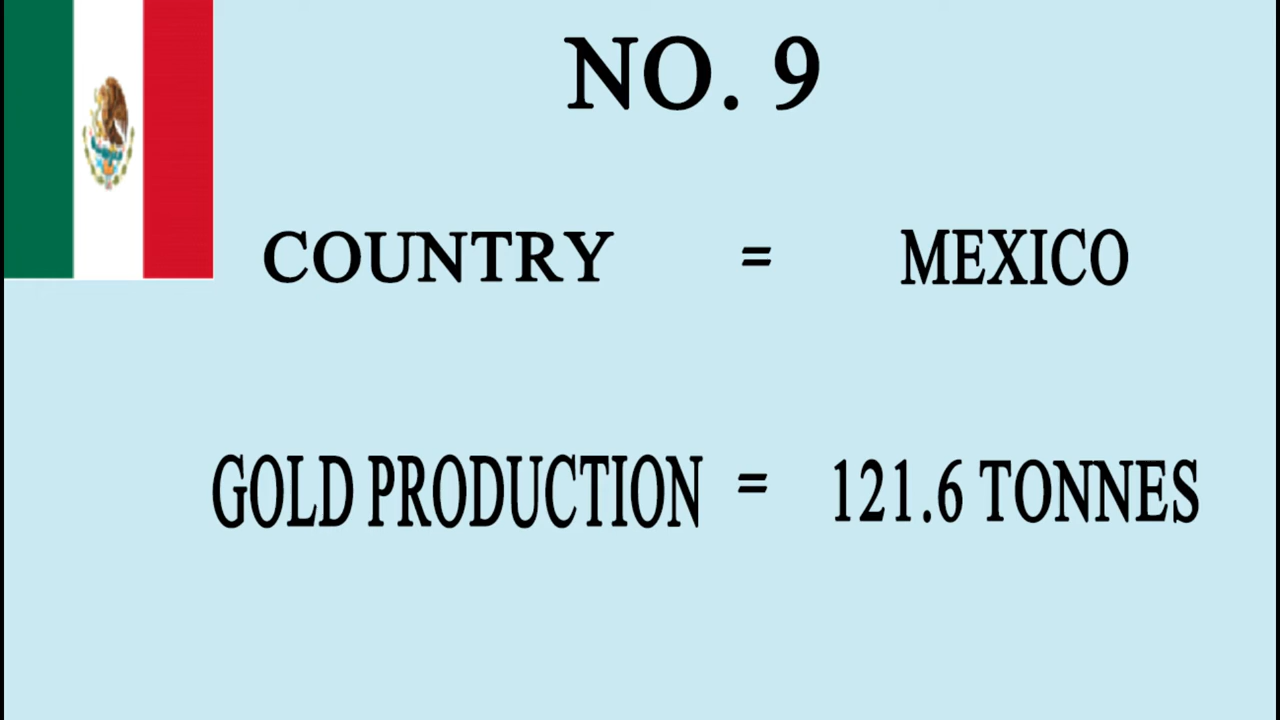 NO. 9
COUNTRY = MEXICO
GOLD PRODUCTION = 121.6 TONNES